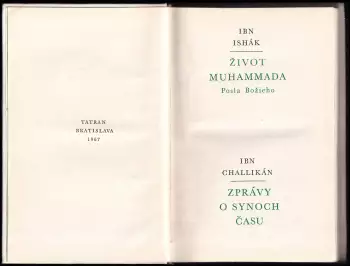 TATRAN
BRATISLAVA
1967
IBN
ISHÁK
ŽIVOT
MUHAMMADA
Posla Božieho
IBN
CHALLIKÁN
ZPRÁVY
O SYNOCH
ČASU